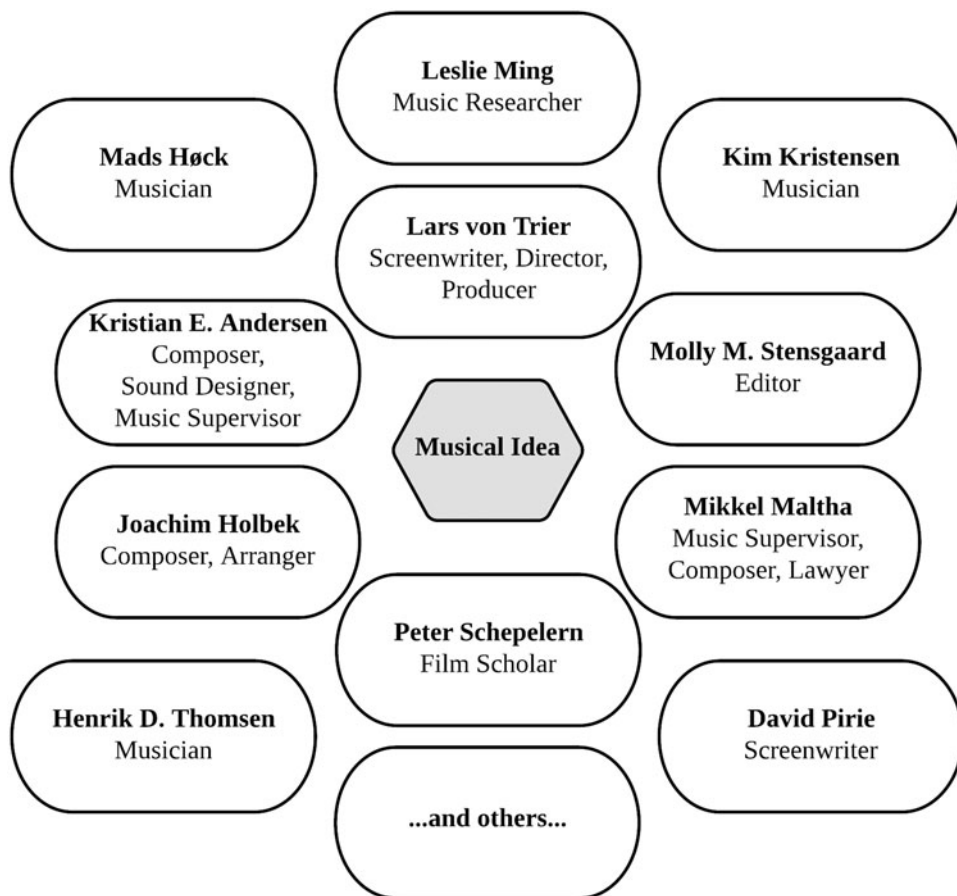 Leslie Ming
Music Researcher
Mads Høck
Musician
Kim Kristensen
Musician
Lars von Trier
Screenwriter, Director,
Producer
Kristian E. Andersen
Composer,
Sound Designer,
Music Supervisor
Molly M. Stensgaard
Editor
Musical Idea
Joachim Holbek
Composer, Arranger
Mikkel Maltha
Music Supervisor,
Composer, Lawyer
Peter Schepelern
Film Scholar
Henrik D. Thomsen
Musician
David Pirie
Screenwriter
...and others...